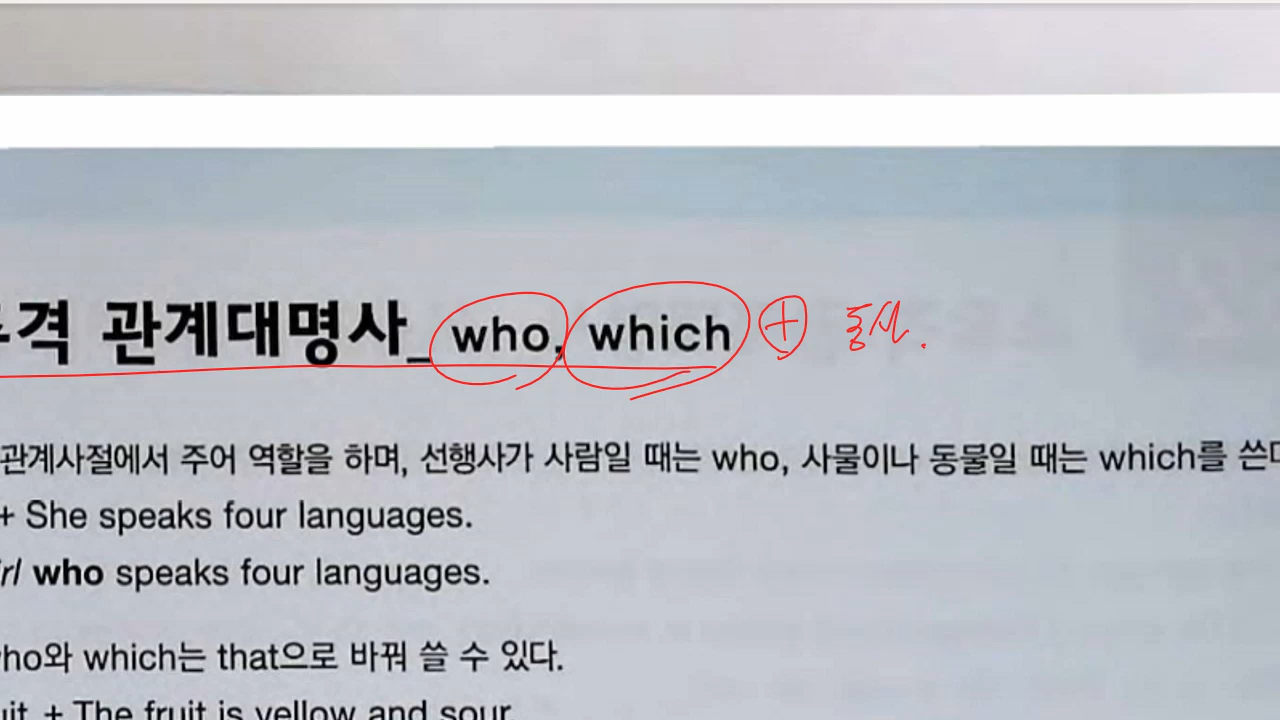 격 관계대명사_ who, which + 동사.
관계사절에서 주어 역할을 하며, 선행사가 사람일 때는 who, 사물이나 동물일 때는 which를 쓴다
+ She speaks four languages.
who speaks four languages.
who와 which는 that으로 바꿔 쓸 수 있다.
+ The fruit is yellow and sour.